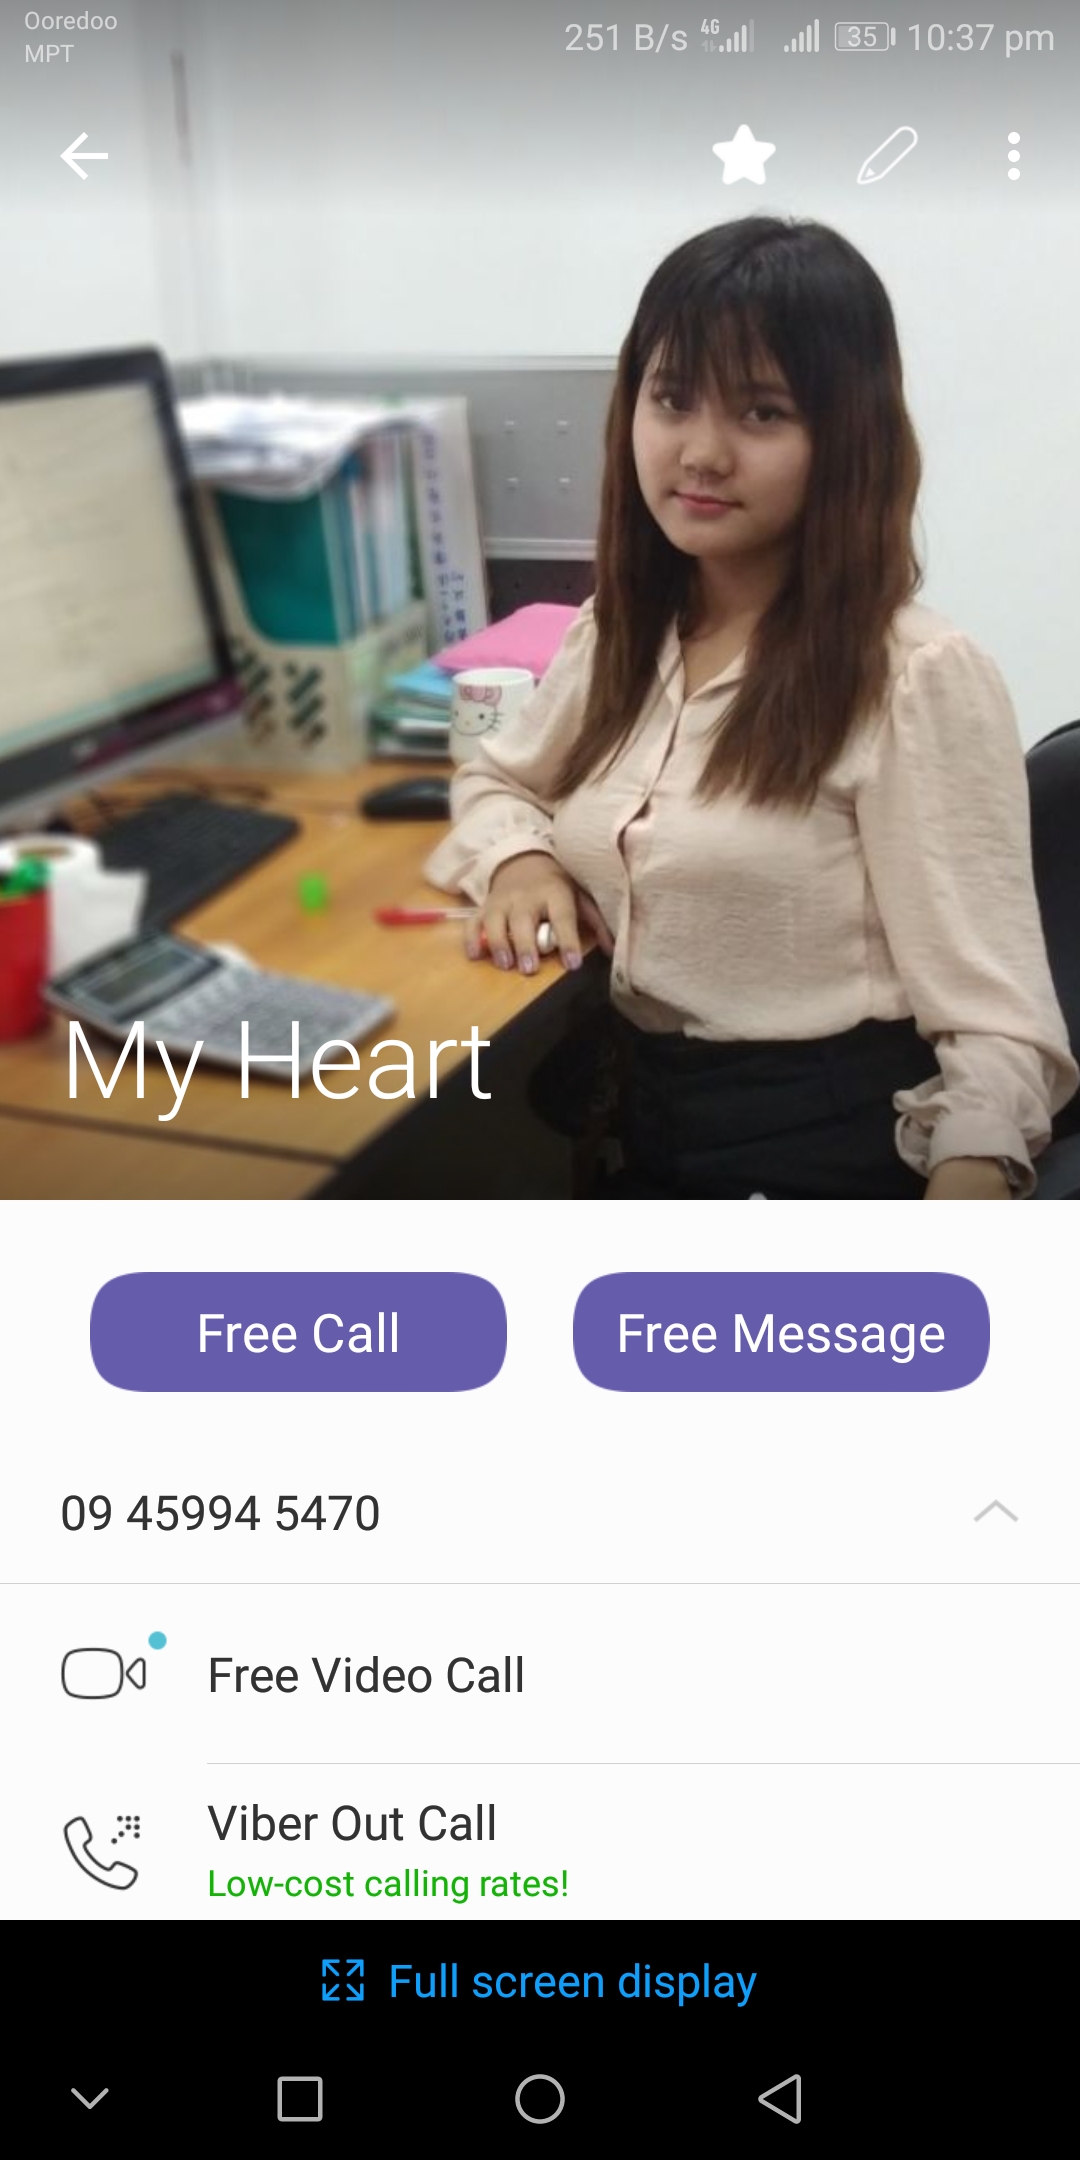 Ooredoo
MPT
251 B/s 4G 35 10:37 pm
My Heart
Free Call
Free Message
09 45994 5470
Free Video Call
Viber Out Call
Low-cost calling rates!
Full screen display